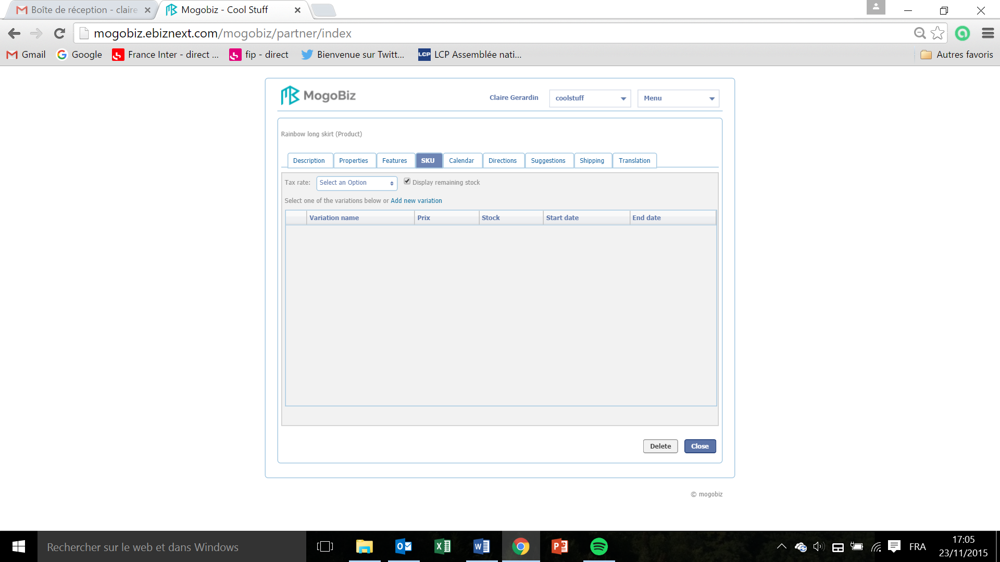 Boîte de réception - claire
Mogobiz - Cool Stuff
mogobiz.ebiznext.com/mogobiz/partner/index
Gmail
Google
France Inter - direct ...
fip - direct
Bienvenue sur Twitt...
LCP
LCP Assemblée nati...
Autres favoris
MogoBiz
Claire Gerardin
coolstuff
Menu
Rainbow long skirt (Product)
Description
Properties
Features
SKU
Calendar
Directions
Suggestions
Shipping
Translation
Tax rate:
Select an Option
Display remaining stock
Select one of the variations below or Add new variation
Variation name
Prix
Stock
Start date
End date
Delete
Close
© mogobiz
Rechercher sur le web et dans Windows
FRA
17:05
23/11/2015